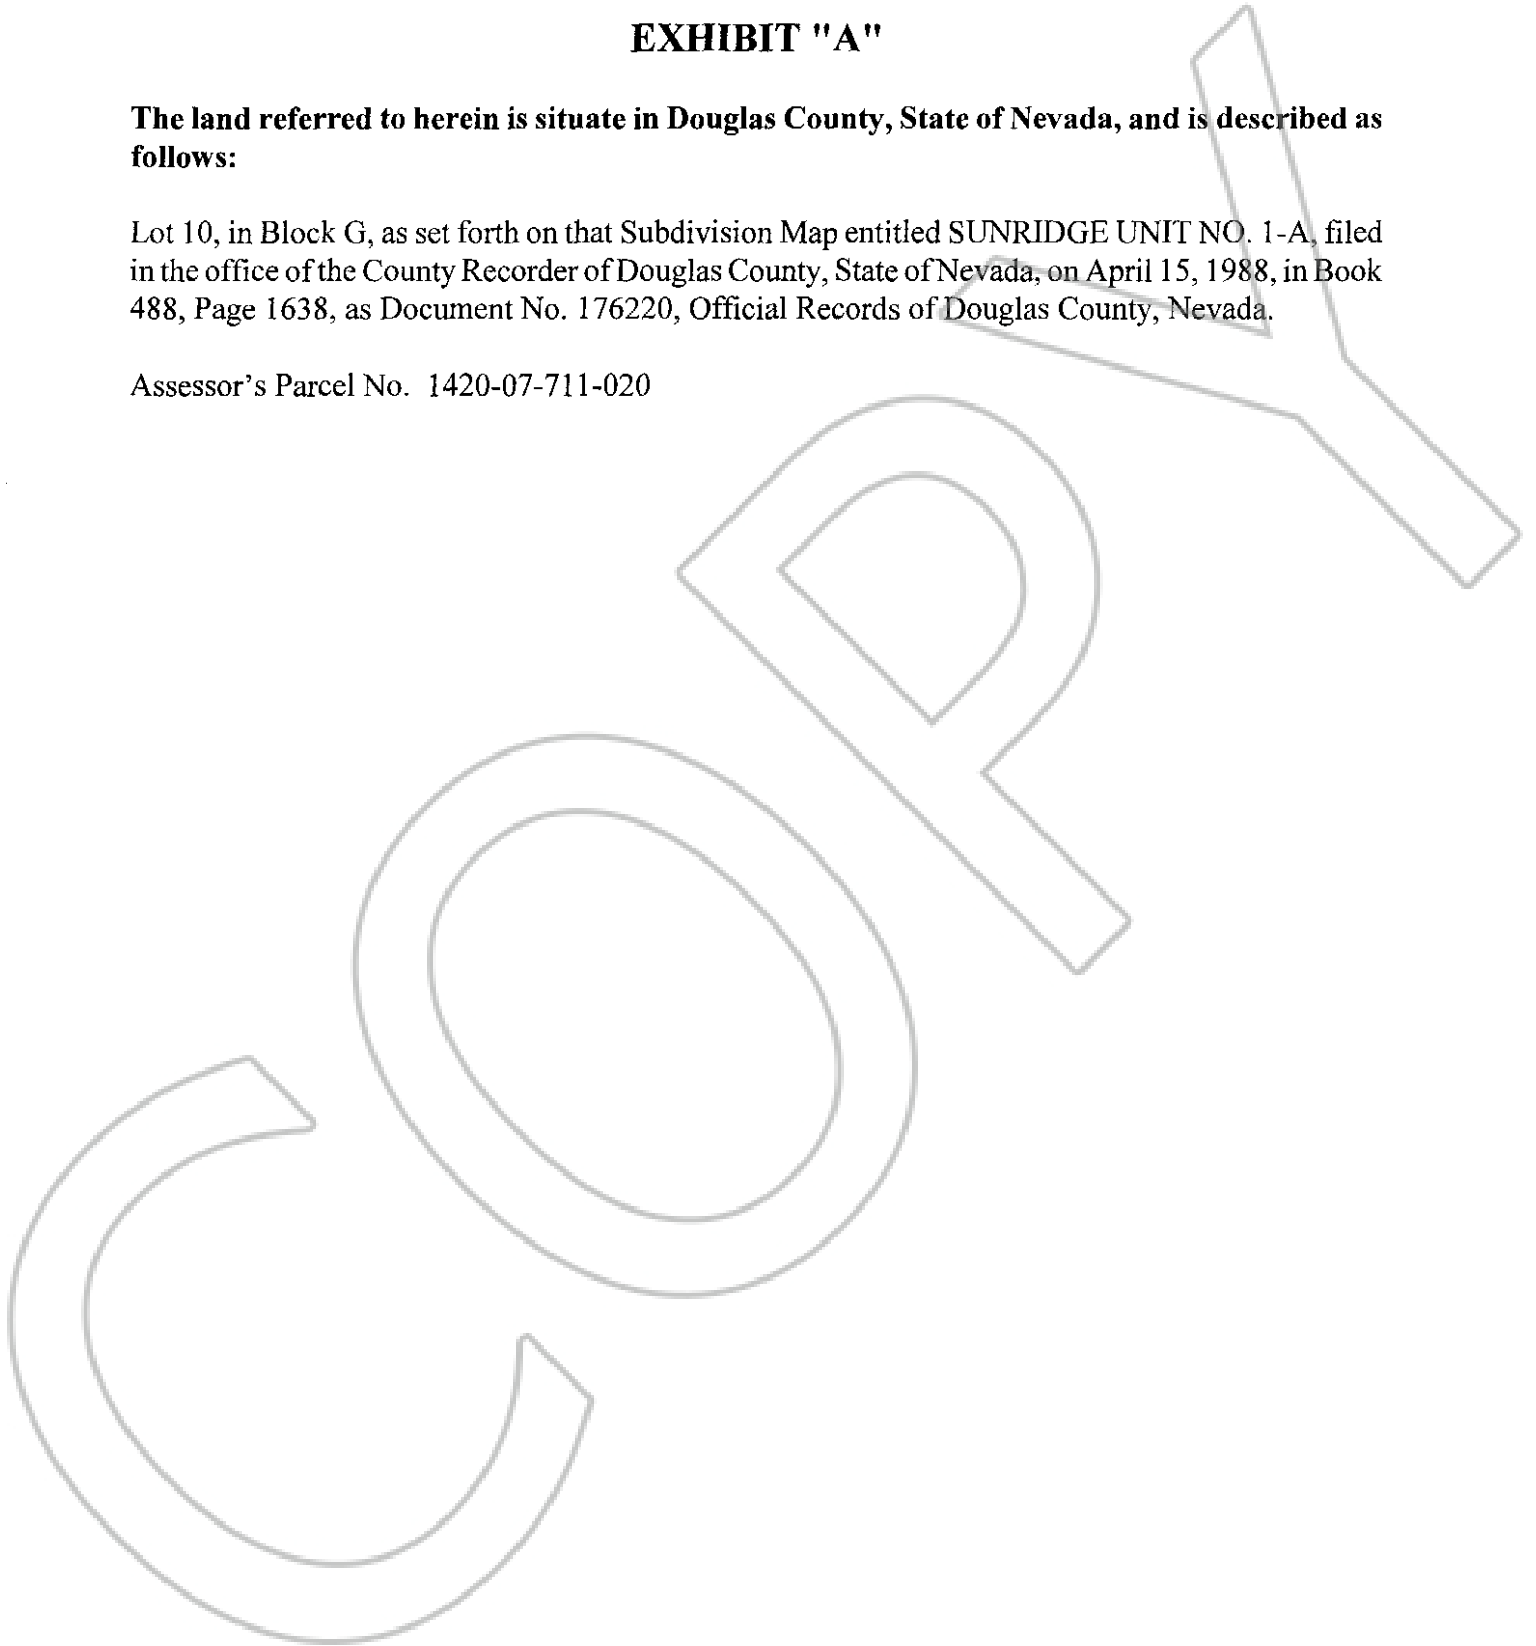 EXHIBIT "A"
The land referred to herein is situate in Douglas County, State of Nevada, and is described as
follows:
Lot 10, in Block G, as set forth on that Subdivision Map entitled SUNRIDGE UNIT NO. 1-A, filed
in the office of the County Recorder of Douglas County, State of Nevada, on April 15, 1988, in Book
488, Page 1638, as Document No. 176220, Official Records of Douglas County, Nevada.
Assessor's Parcel No. 1420-07-711-020
COPY